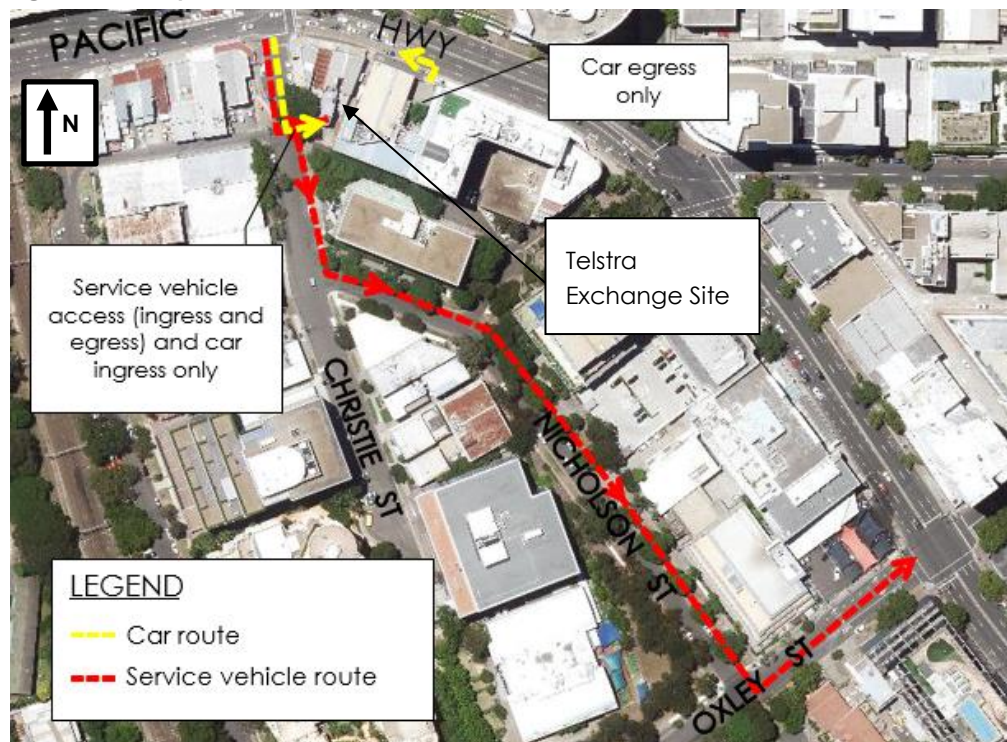 PACIFIC
HWY
N
Car egress
only
Service vehicle
access (ingress and
egress) and car
ingress only
Telstra
Exchange Site
CHRISTIE
ST
NICHOLSON
ST
OXLEY
ST
LEGEND
Car route
Service vehicle route